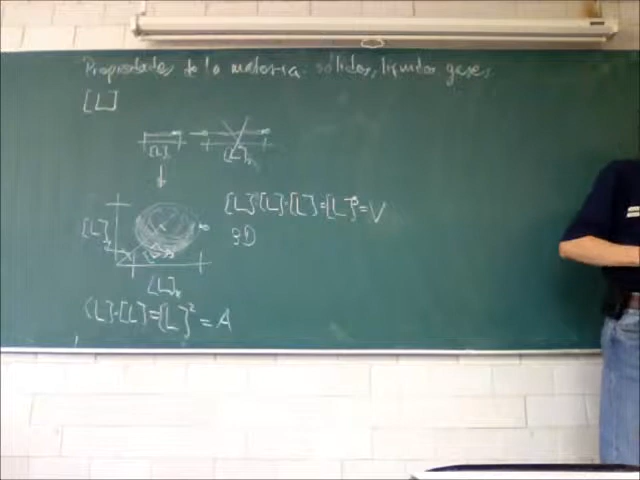 Propiedades de la materia. sólidos, líquidos gases
[L]
[L] [L]x
[L]·[L]·[L]=[L]³=V
[L]
3D
[L]x
[L]·[L]=[L]²=A